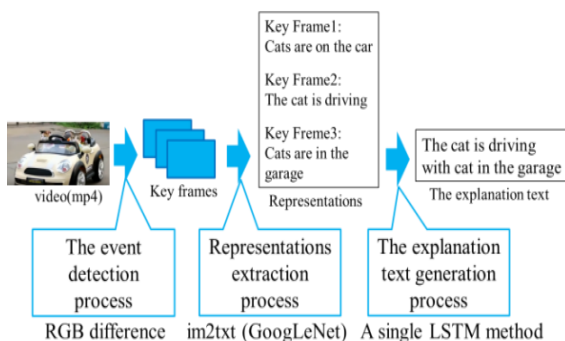 Key Frame1:
Cats are on the car
Key Frame2:
The cat is driving
Key Freme3:
Cats are in the
garage
The cat is driving
with cat in the garage
video(mp4)
Key frames
Representations
The explanation text
The event
detection
process
Representations
extraction
process
The explanation
text generation
process
RGB difference
im2txt (GoogLeNet)
A single LSTM method